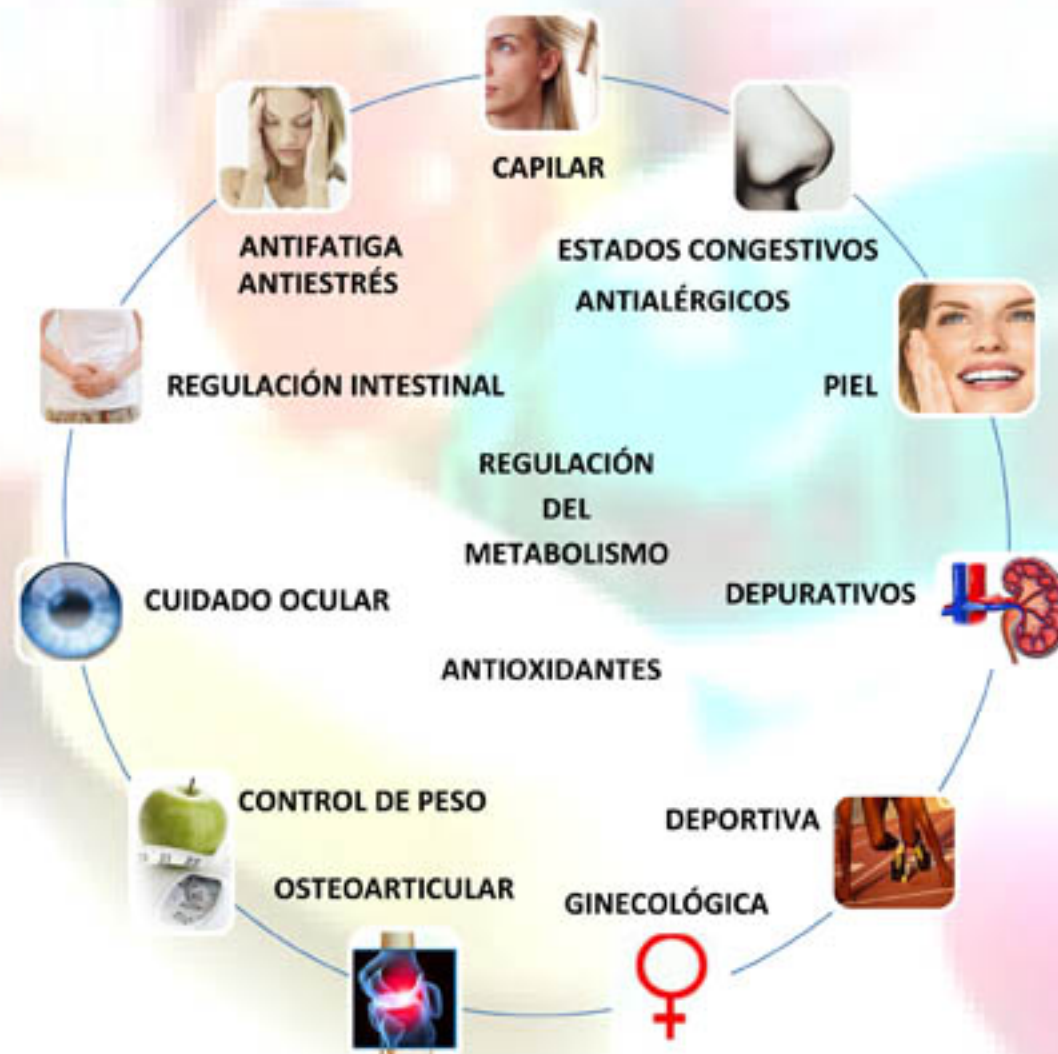 CAPILAR
ANTIFATIGA
ANTIESTRÉS
ESTADOS CONGESTIVOS
ANTIALÉRGICOS
REGULACIÓN INTESTINAL
PIEL
REGULACIÓN
DEL
METABOLISMO
CUIDADO OCULAR
DEPURATIVOS
ANTIOXIDANTES
CONTROL DE PESO
DEPORTIVA
OSTEOARTICULAR
GINECOLÓGICA